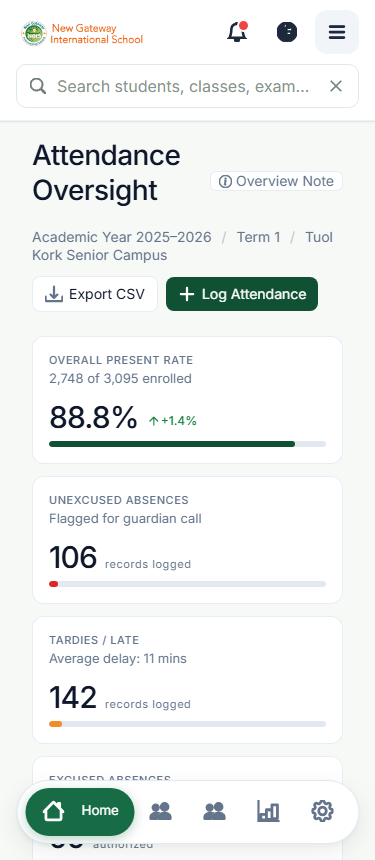 New Gateway
International School
Search students, classes, exam...
Attendance
Oversight
Overview Note
Academic Year 2025–2026 / Term 1 / Tuol
Kork Senior Campus
Export CSV
Log Attendance
OVERALL PRESENT RATE
2,748 of 3,095 enrolled
88.8% +1.4%
UNEXCUSED ABSENCES
Flagged for guardian call
106 records logged
TARDIES / LATE
Average delay: 11 mins
142 records logged
EXCUSED ABSENCES
Home
authorized